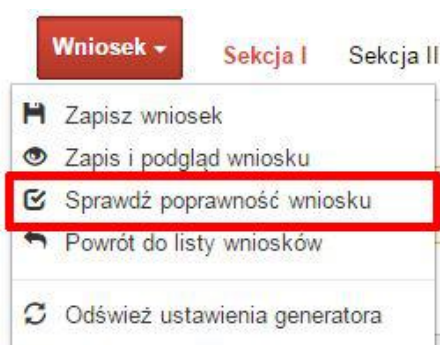 Wniosek Sekcja I Sekcja II
Zapisz wniosek
Zapis i podgląd wniosku
Sprawdź poprawność wniosku
Powrót do listy wniosków
Odśwież ustawienia generatora